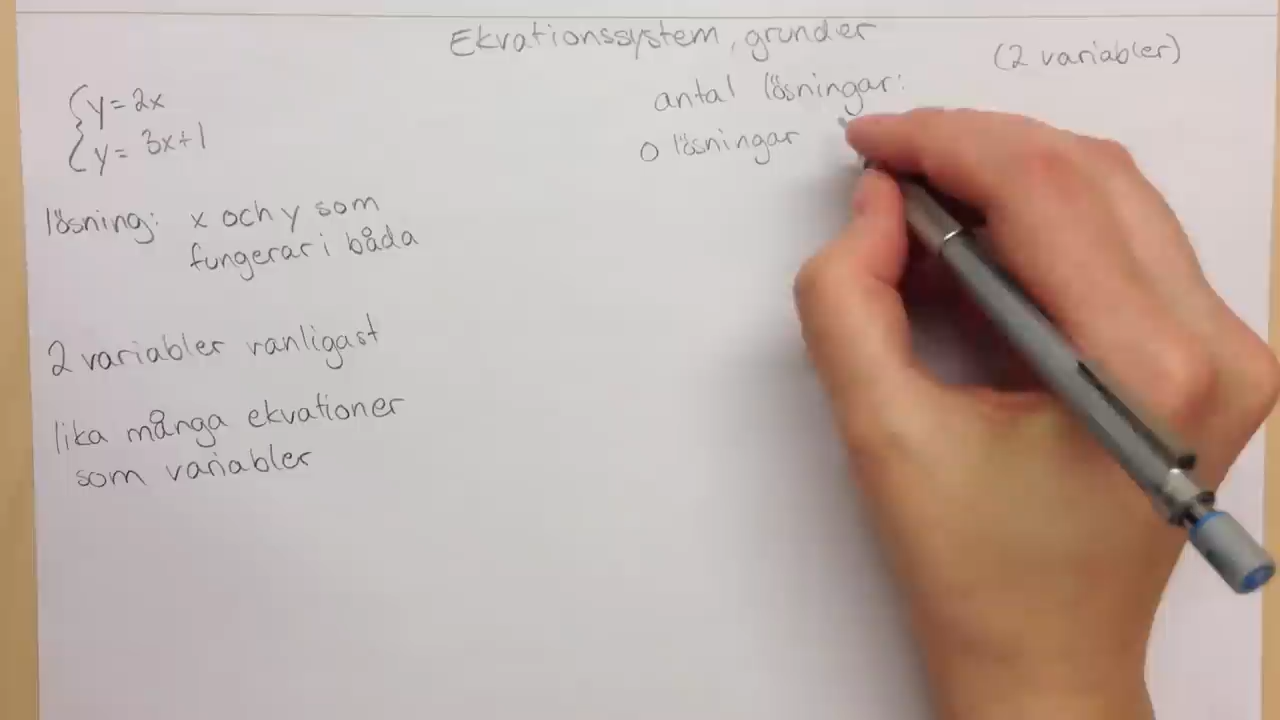 Ekvationssystem, grunder
(2 variabler)
{y=2x
{y= 3x+1
lösning: x och y som
fungerar i båda
2 variabler vanligast
lika många ekvationer
som variabler
antal lösningar:
0 lösningar